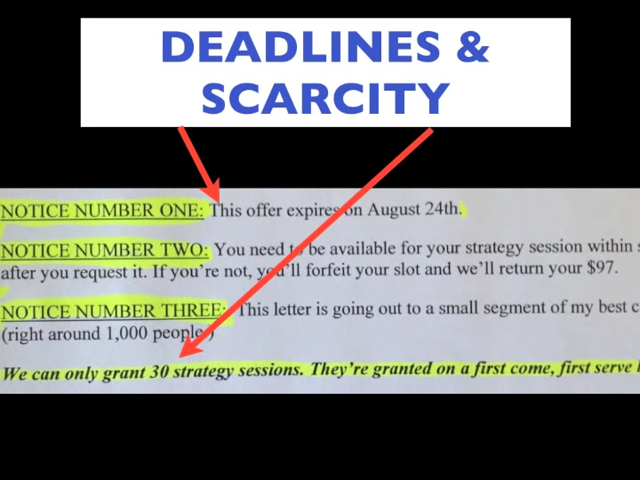 DEADLINES &
SCARCITY
NOTICE NUMBER ONE: This offer expires on August 24th.
NOTICE NUMBER TWO: You need to be available for your strategy session within
after you request it. If you're not, you'll forfeit your slot and we'll return your $97.
NOTICE NUMBER THREE: This letter is going out to a small segment of my best
(right around 1,000 people.)
We can only grant 30 strategy sessions. They're granted on a first come, first serve